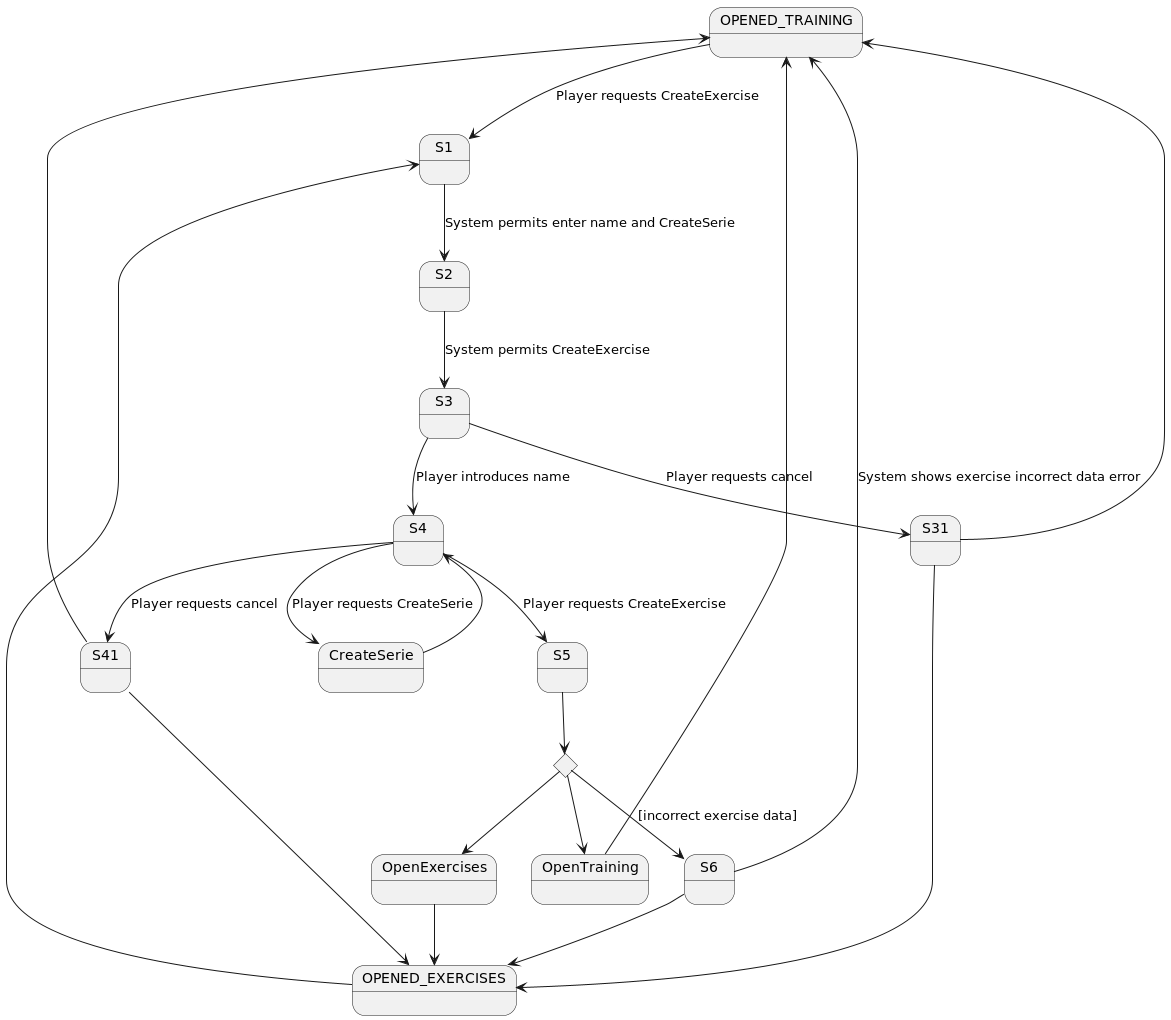 OPENED_TRAINING
Player requests CreateExercise
S1
System permits enter name and CreateSerie
S2
System permits CreateExercise
S3
Player introduces name
Player requests cancel
System shows exercise incorrect data error
S4
S31
Player requests cancel
Player requests CreateSerie
Player requests CreateExercise
S41
CreateSerie
S5
[incorrect exercise data]
OpenExercises
OpenTraining
S6
OPENED_EXERCISES